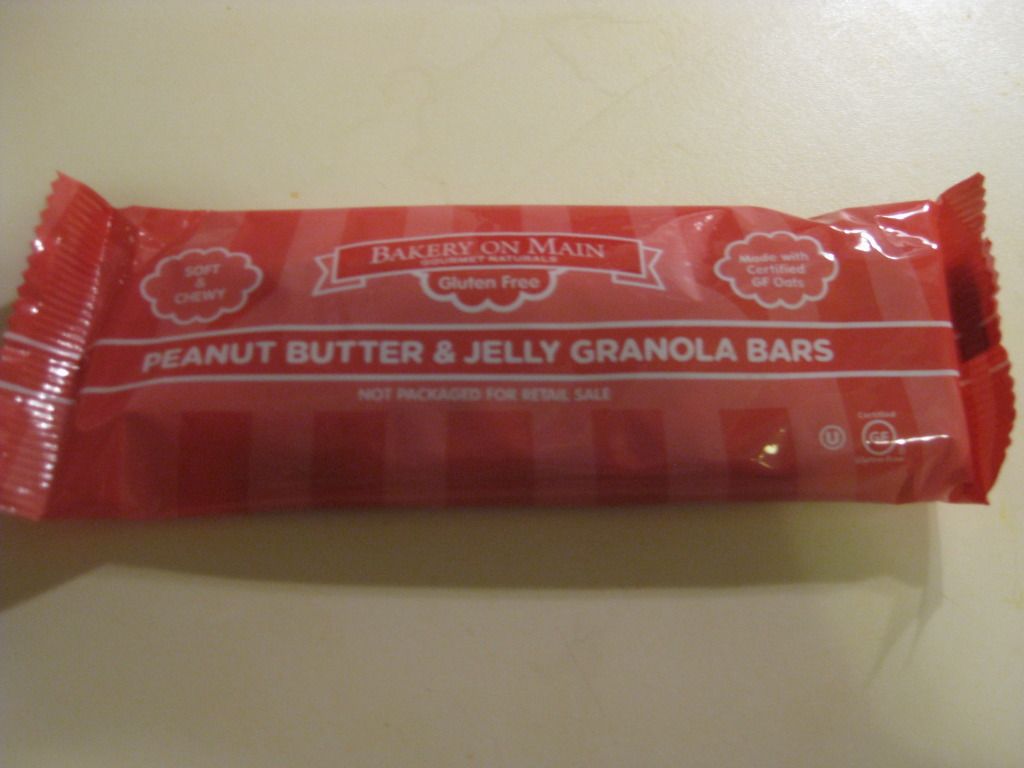 BAKERY ON MAIN
GOURMET NATURALS
Gluten Free
SOFT
&
CHEWY
Made with
Certified
GF Oats
PEANUT BUTTER & JELLY GRANOLA BARS
NOT PACKAGED FOR RETAIL SALE
U
Certified
GF
Gluten-Free